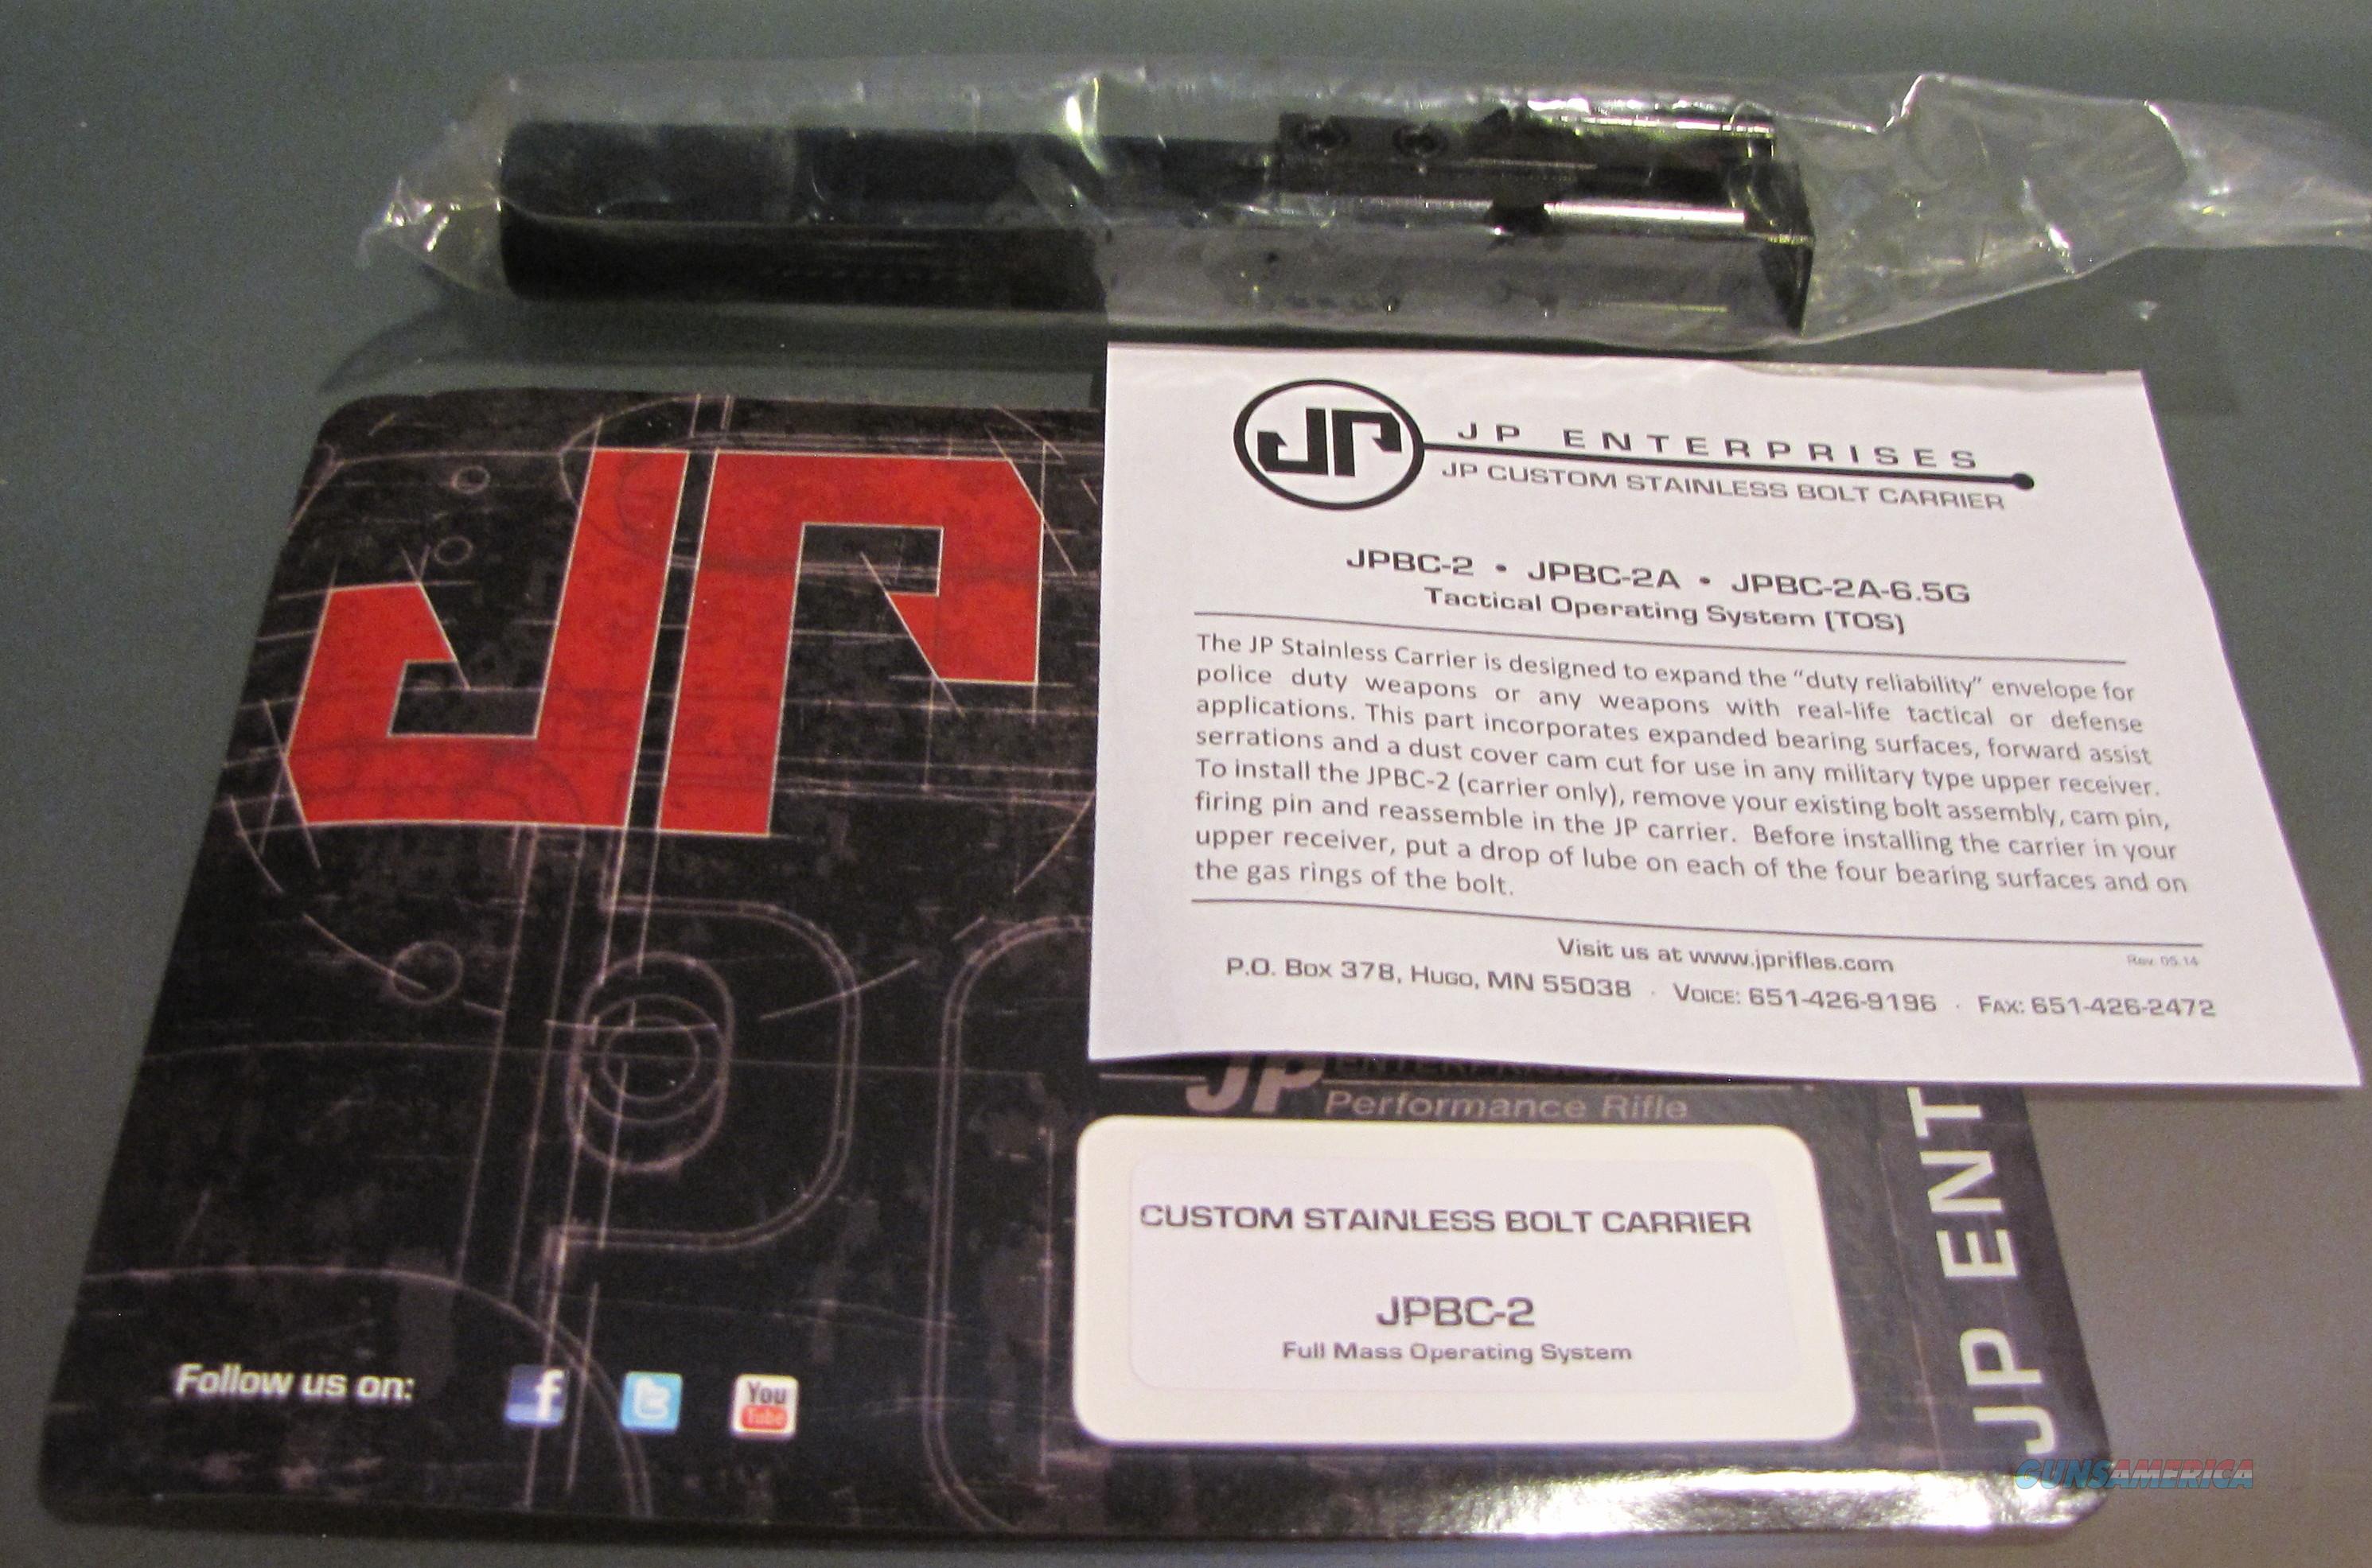 JP
JP ENTERPRISES
JP CUSTOM STAINLESS BOLT CARRIER
JPBC-2 • JPBC-2A • JPBC-2A-6.5G
Tactical Operating System (TOS)
The JP Stainless Carrier is designed to expand the “duty reliability” envelope for
police duty weapons or any weapons with real-life tactical or defense
applications. This part incorporates expanded bearing surfaces, forward assist
serrations and a dust cover cam cut for use in any military type upper receiver.
To install the JPBC-2 (carrier only), remove your existing bolt assembly, cam pin,
firing pin and reassemble in the JP carrier. Before installing the carrier in your
upper receiver, put a drop of lube on each of the four bearing surfaces and on
the gas rings of the bolt.
Visit us at www.jprifles.com
Rev. 05.14
P.O. Box 378, Hugo, MN 55038 · Voice: 651-426-9196 · Fax: 651-426-2472
JP
JP
Performance Rifle
CUSTOM STAINLESS BOLT CARRIER
JPBC-2
Full Mass Operating System
JP ENT
Follow us on:
f
t
You
Tube
GUNSAMERICA